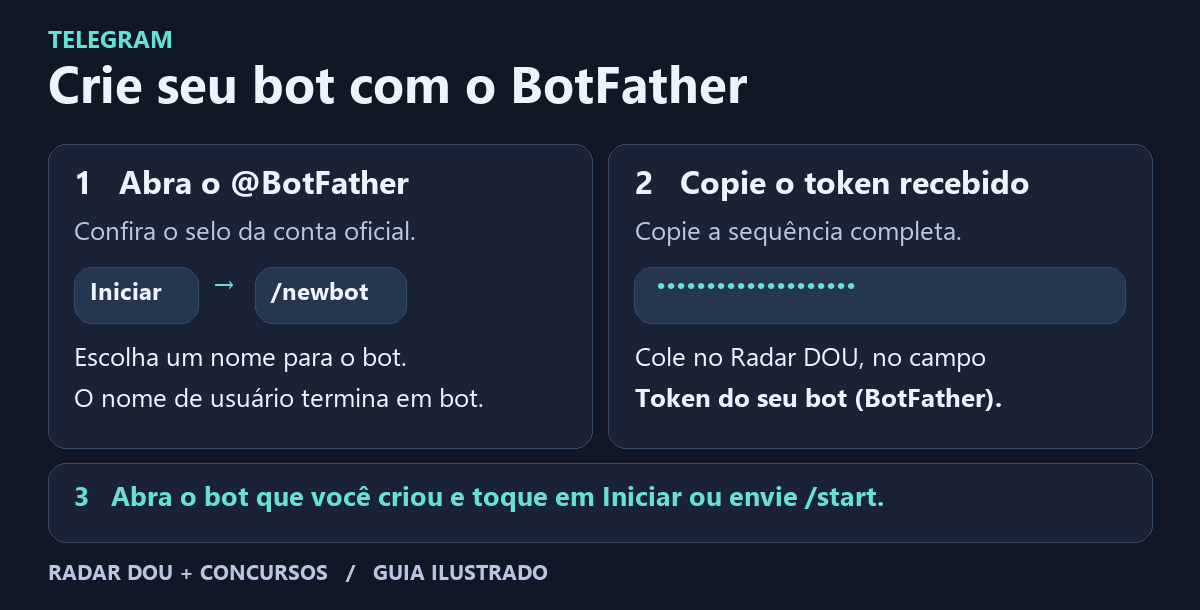 TELEGRAM
Crie seu bot com o BotFather
1 Abra o @BotFather
Confira o selo da conta oficial.
Iniciar → /newbot
Escolha um nome para o bot.
O nome de usuário termina em bot.
2 Copie o token recebido
Copie a sequência completa.
••••••••••••••••••••
Cole no Radar DOU, no campo
Token do seu bot (BotFather).
3 Abra o bot que você criou e toque em Iniciar ou envie /start.
RADAR DOU + CONCURSOS / GUIA ILUSTRADO